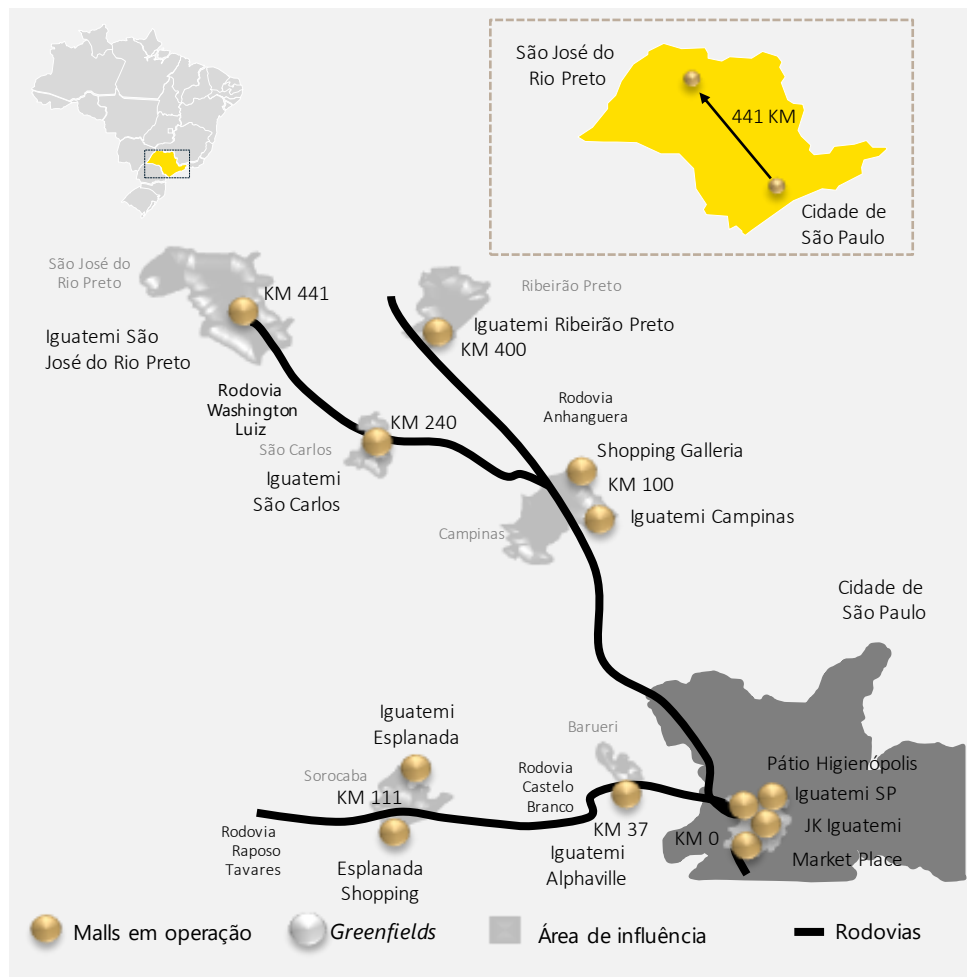 São José do
Rio Preto
441 KM
Cidade de
São Paulo
São José do
Rio Preto
KM 441
Ribeirão Preto
Iguatemi São
José do Rio Preto
Iguatemi Ribeirão Preto
KM 400
Rodovia
Washington
Luiz
Rodovia
Anhanguera
KM 240
São Carlos
Iguatemi
São Carlos
Shopping Galleria
KM 100
Iguatemi Campinas
Campinas
Cidade de
São Paulo
Iguatemi
Esplanada
Barueri
Sorocaba
KM 111
Rodovia
Castelo
Branco
Pátio Higienópolis
Iguatemi SP
JK Iguatemi
Market Place
KM 0
KM 37
Iguatemi
Alphaville
Rodovia
Raposo
Tavares
Esplanada
Shopping
Malls em operação
Greenfields
Área de influência
Rodovias